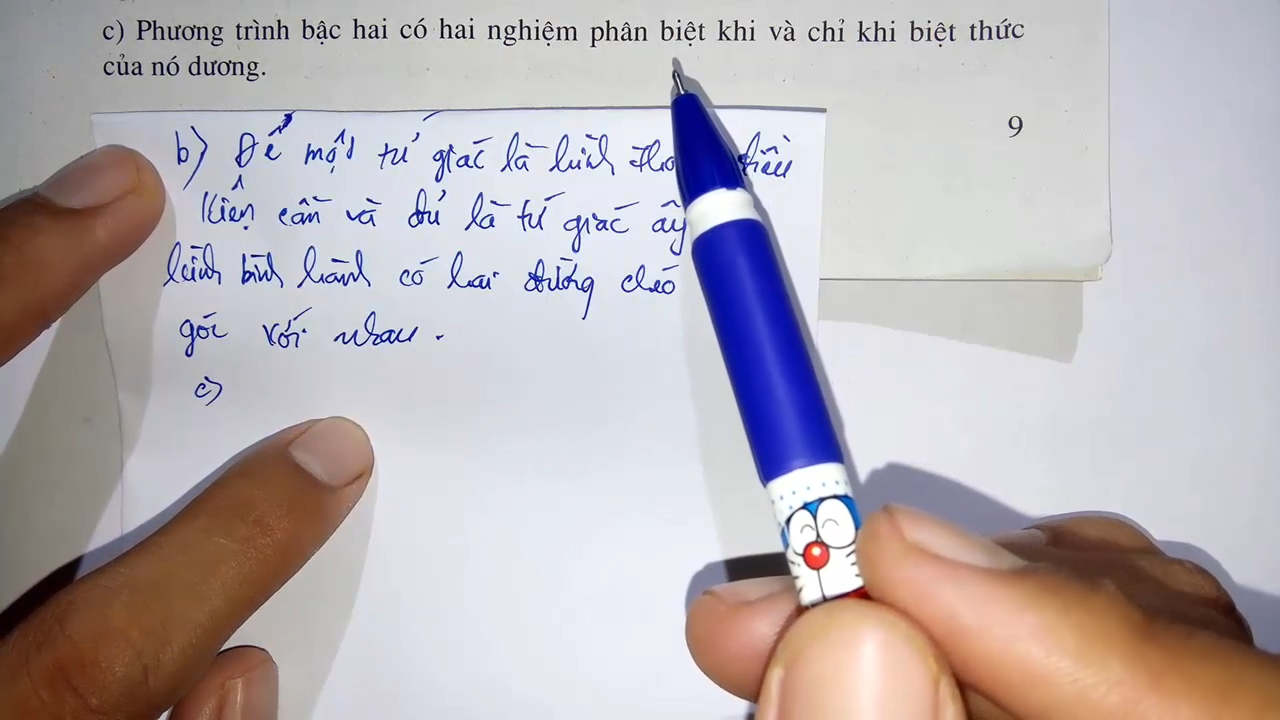 c) Phương trình bậc hai có hai nghiệm phân biệt khi và chỉ khi biệt thức
của nó dương.
9
b) Để một tứ giác là hình điều
kiện cần và đủ là tứ giác ấy
hình bình hành có hai đường chéo
góc với nhau.
c)